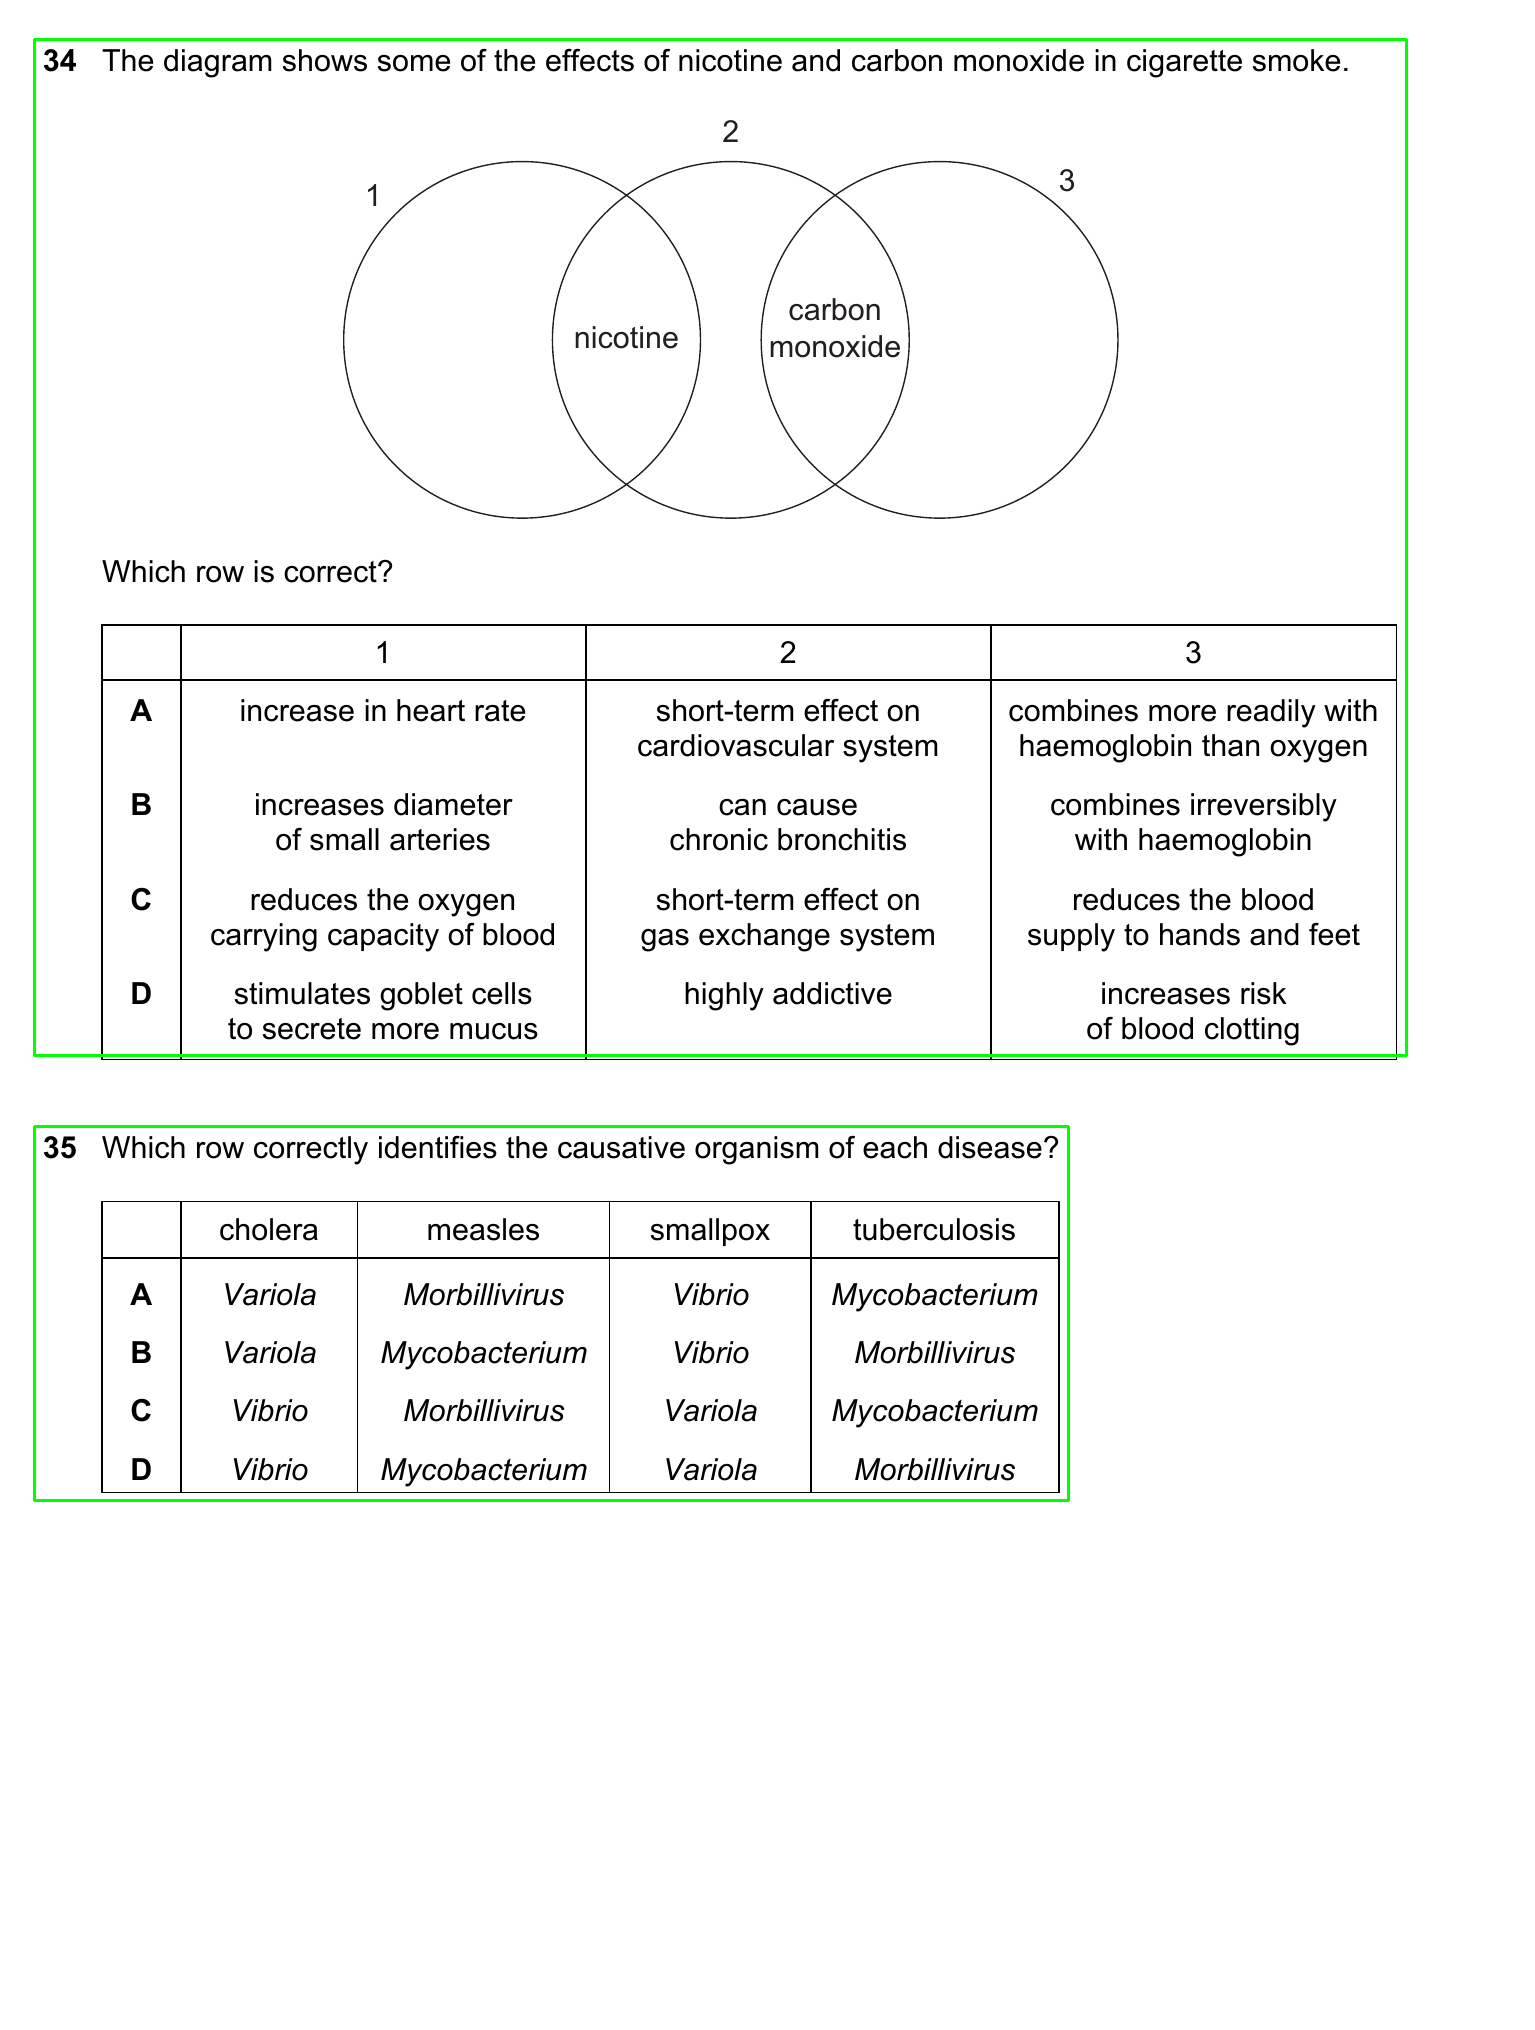 34 The diagram shows some of the effects of nicotine and carbon monoxide in cigarette smoke.
2
1
3
nicotine
carbon
monoxide
Which row is correct?
1 2 3
A increase in heart rate short-term effect on combines more readily with
cardiovascular system haemoglobin than oxygen
B increases diameter can cause combines irreversibly
of small arteries chronic bronchitis with haemoglobin
C reduces the oxygen short-term effect on reduces the blood
carrying capacity of blood gas exchange system supply to hands and feet
D stimulates goblet cells highly addictive increases risk
to secrete more mucus of blood clotting
35 Which row correctly identifies the causative organism of each disease?
cholera measles smallpox tuberculosis
A Variola Morbillivirus Vibrio Mycobacterium
B Variola Mycobacterium Vibrio Morbillivirus
C Vibrio Morbillivirus Variola Mycobacterium
D Vibrio Mycobacterium Variola Morbillivirus